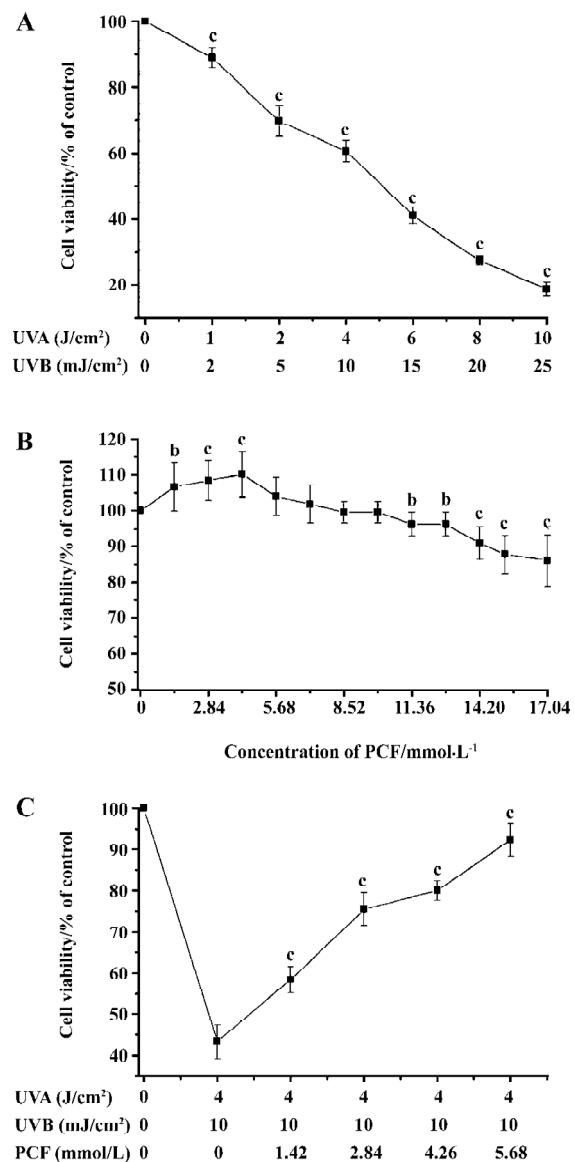 A
Cell viability/% of control
100
80
60
40
20
c
c
c
c
c
c
UVA (J/cm²) 0 1 2 4 6 8 10
UVB (mJ/cm²) 0 2 5 10 15 20 25
B
Cell viability/% of control
120
110
100
90
80
70
60
50
b
c
c
b
b
c
c
c
0 2.84 5.68 8.52 11.36 14.20 17.04
Concentration of PCF/mmol·L⁻¹
C
Cell viability/% of control
100
90
80
70
60
50
40
c
c
c
c
UVA (J/cm²) 0 4 4 4 4 4
UVB (mJ/cm²) 0 10 10 10 10 10
PCF (mmol/L) 0 0 1.42 2.84 4.26 5.68